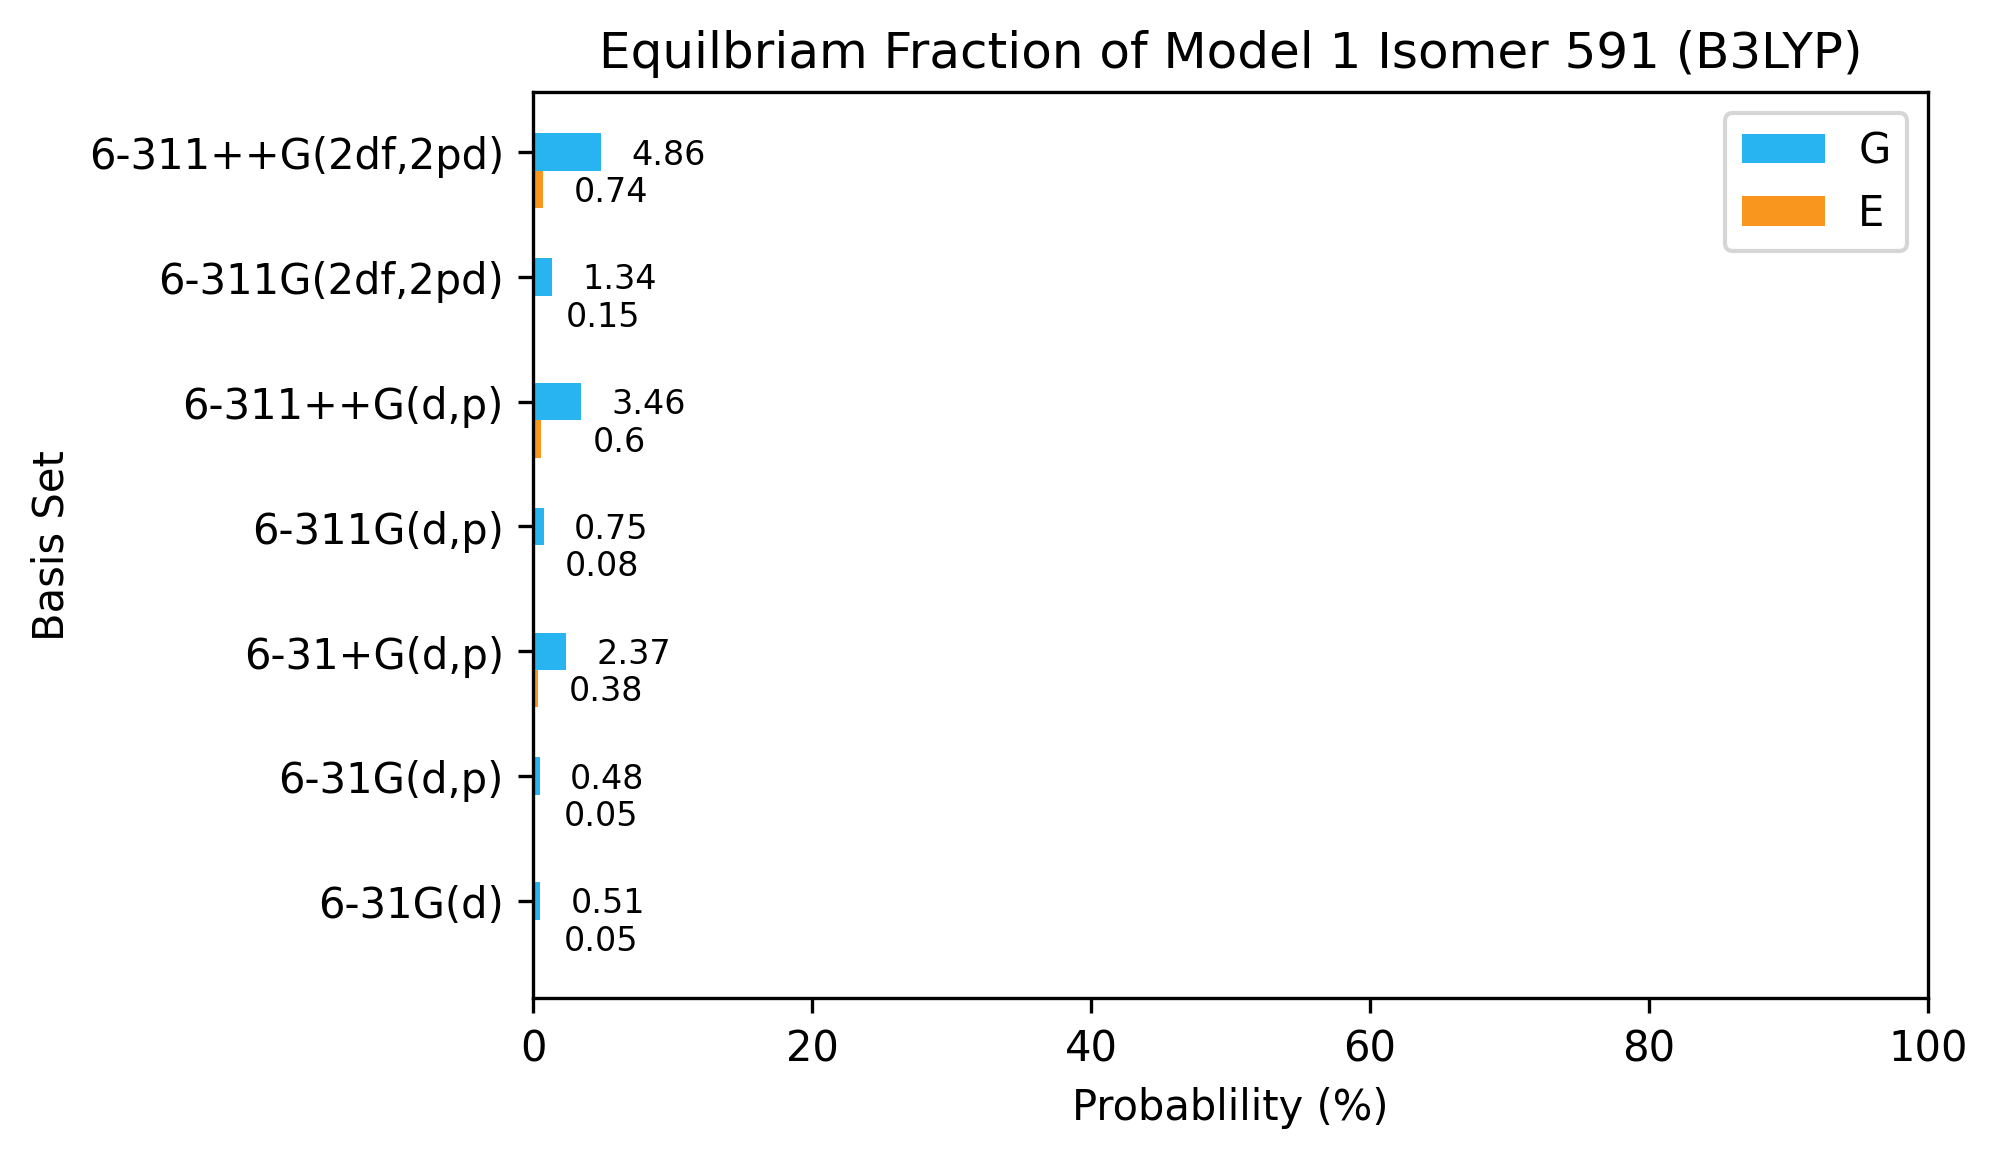 Equilbriam Fraction of Model 1 Isomer 591 (B3LYP)
G
E
6-311++G(2df,2pd)
4.86
0.74
6-311G(2df,2pd)
1.34
0.15
6-311++G(d,p)
3.46
0.6
6-311G(d,p)
0.75
0.08
6-31+G(d,p)
2.37
0.38
6-31G(d,p)
0.48
0.05
6-31G(d)
0.51
0.05
Basis Set
0 20 40 60 80 100
Probablility (%)